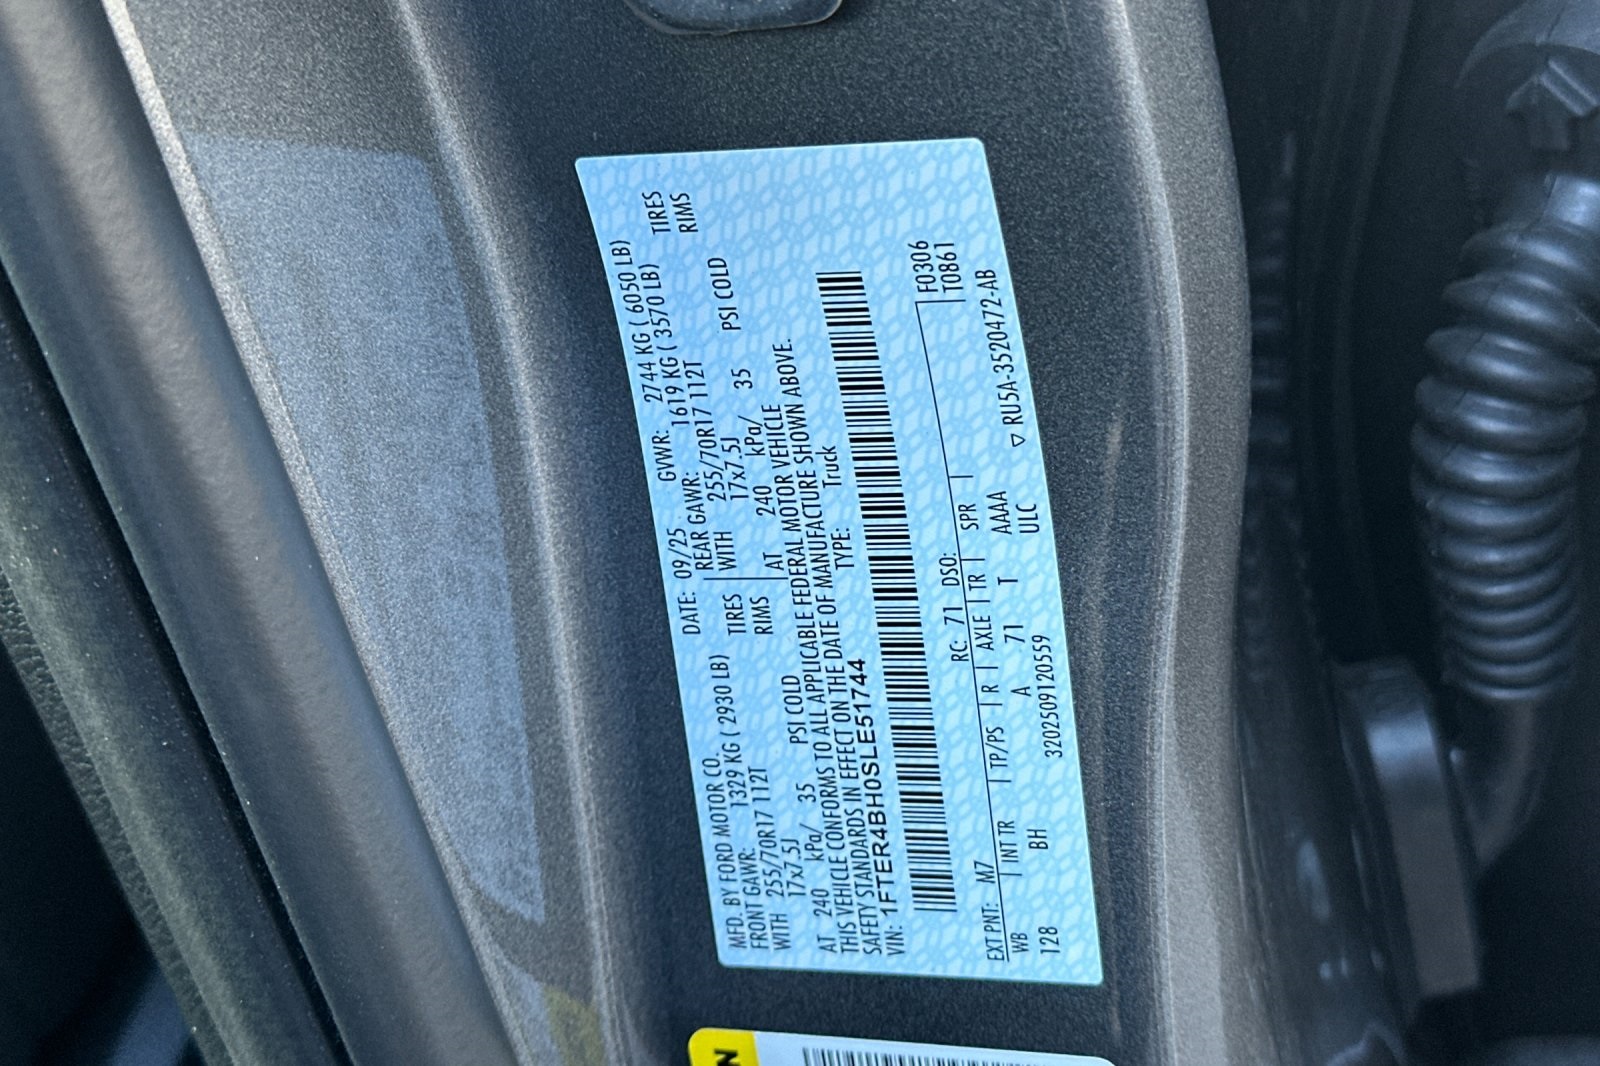 MFD. BY FORD MOTOR CO.
DATE: 09/25 GVWR: 2744 KG ( 6050 LB)
FRONT GAWR: 1329 KG ( 2930 LB) REAR GAWR: 1619 KG ( 3570 LB)
WITH 255/70R17 112T TIRES WITH 255/70R17 112T TIRES
17x7.5J RIMS 17x7.5J RIMS
AT 240 kPa/ 35 PSI COLD AT 240 kPa/ 35 PSI COLD
THIS VEHICLE CONFORMS TO ALL APPLICABLE FEDERAL MOTOR VEHICLE
SAFETY STANDARDS IN EFFECT ON THE DATE OF MANUFACTURE SHOWN ABOVE.
VIN: 1FTER4BH0SLE51744 TYPE: Truck
F0306
T0861
EXT PNT: M7 RC: 71 DSO:
WB INT TR TP/PS R AXLE TR SPR
128 BH A 71 T AAAA
ULC
3202509120559 ▽ RU5A-3520472-AB
N